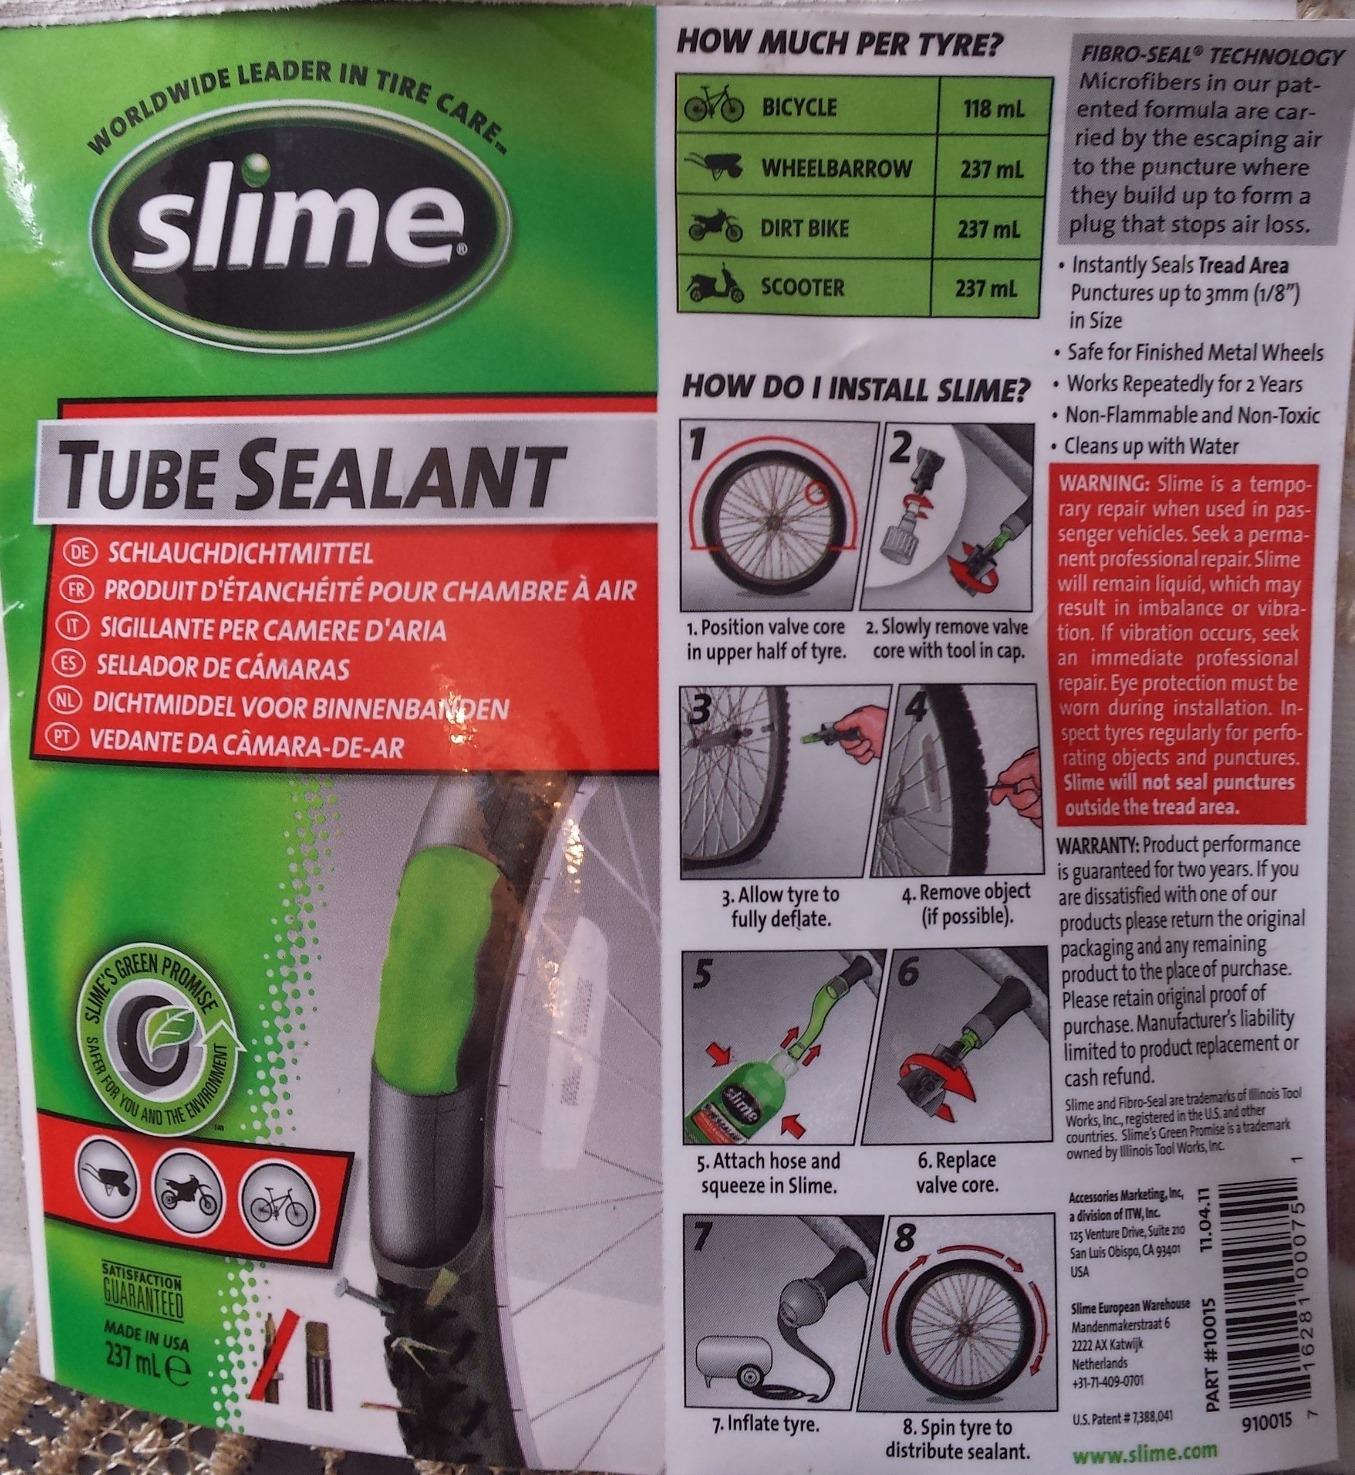 WORLDWIDE LEADER IN TIRE CARE™
slime®
TUBE SEALANT
DE SCHLAUCHDICHTMITTEL
FR PRODUIT D'ÉTANCHÉITÉ POUR CHAMBRE À AIR
IT SIGILLANTE PER CAMERE D'ARIA
ES SELLADOR DE CÁMARAS
NL DICHTMIDDEL VOOR BINNENBANDEN
PT VEDANTE DA CÂMARA-DE-AR
SLIME'S GREEN PROMISE
SAFER FOR YOU AND THE ENVIRONMENT™
SATISFACTION
GUARANTEED
MADE IN USA
237 mL ℮
HOW MUCH PER TYRE?
BICYCLE 118 mL
WHEELBARROW 237 mL
DIRT BIKE 237 mL
SCOOTER 237 mL
HOW DO I INSTALL SLIME?
1
2
1. Position valve core
in upper half of tyre.
2. Slowly remove valve
core with tool in cap.
3
4
3. Allow tyre to
fully deflate.
4. Remove object
(if possible).
5
slime
TUBE SEALANT
6
5. Attach hose and
squeeze in Slime.
6. Replace
valve core.
7
8
7. Inflate tyre.
8. Spin tyre to
distribute sealant.
FIBRO-SEAL® TECHNOLOGY
Microfibers in our pat-
ented formula are car-
ried by the escaping air
to the puncture where
they build up to form a
plug that stops air loss.
• Instantly Seals Tread Area
Punctures up to 3mm (1/8")
in Size
• Safe for Finished Metal Wheels
• Works Repeatedly for 2 Years
• Non-Flammable and Non-Toxic
• Cleans up with Water
WARNING: Slime is a tempo-
rary repair when used in pas-
senger vehicles. Seek a perma-
nent professional repair. Slime
will remain liquid, which may
result in imbalance or vibra-
tion. If vibration occurs, seek
an immediate professional
repair. Eye protection must be
worn during installation. In-
spect tyres regularly for perfo-
rating objects and punctures.
Slime will not seal punctures
outside the tread area.
WARRANTY: Product performance
is guaranteed for two years. If you
are dissatisfied with one of our
products please return the original
packaging and any remaining
product to the place of purchase.
Please retain original proof of
purchase. Manufacturer's liability
limited to product replacement or
cash refund.
Slime and Fibro-Seal are trademarks of Illinois Tool
Works, Inc., registered in the U.S. and other
countries. Slime's Green Promise is a trademark
owned by Illinois Tool Works, Inc.
Accessories Marketing, Inc,
a division of ITW, Inc.
125 Venture Drive, Suite 210
San Luis Obispo, CA 93401
USA
Slime European Warehouse
Mandenmakerstraat 6
2222 AX Katwijk
Netherlands
+31-71-409-0701
U.S. Patent # 7,388,041
www.slime.com
PART #10015 11.04.11
7 16281 00075 1
910015